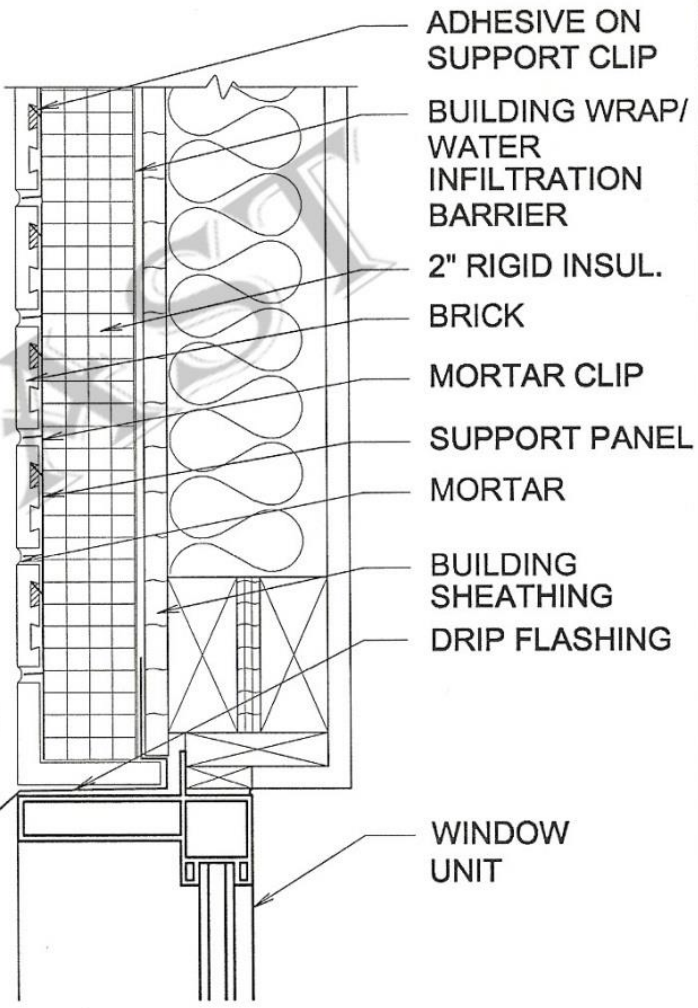 ADHESIVE ON
SUPPORT CLIP
BUILDING WRAP/
WATER
INFILTRATION
BARRIER
2" RIGID INSUL.
BRICK
MORTAR CLIP
SUPPORT PANEL
MORTAR
BUILDING
SHEATHING
DRIP FLASHING
WINDOW
UNIT
AST